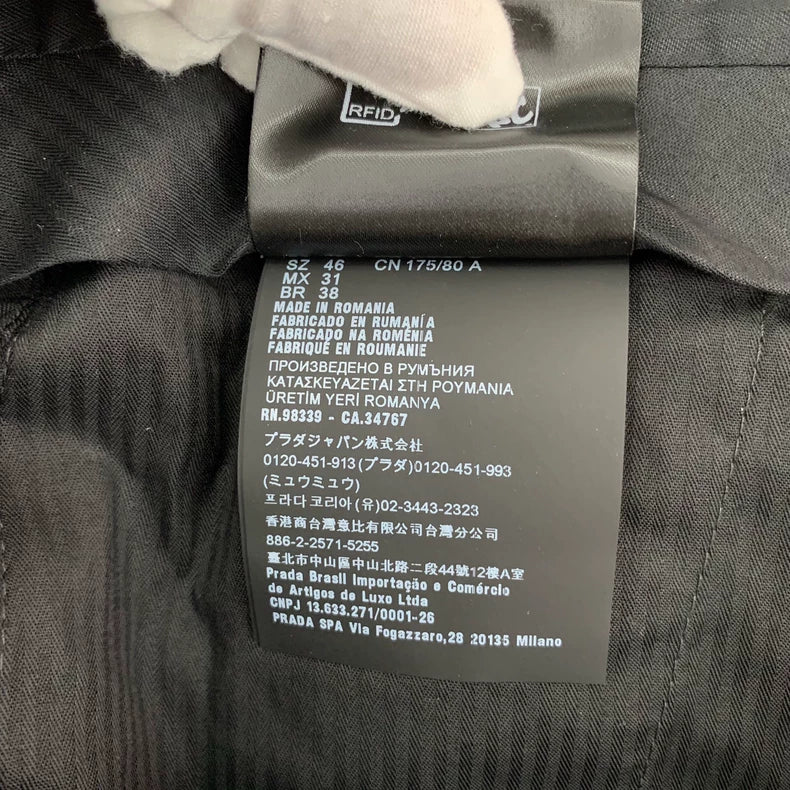 RFID
SZ 46 CN 175/80 A
MX 31
BR 38
MADE IN ROMANIA
FABRICADO EN RUMANÍA
FABRICADO NA ROMÉNIA
FABRIQUÉ EN ROUMANIE
ПРОИЗВЕДЕНО В РУМЪНИЯ
ΚΑΤΑΣΚΕΥΑΖΕΤΑΙ ΣΤΗ ΡΟΥΜΑΝΙΑ
ÜRETİM YERİ ROMANYA
RN.98339 - CA.34767
プラダジャパン株式会社
0120-451-913(プラダ)0120-451-993
(ミュウミュウ)
프라다코리아(유)02-3443-2323
香港商台灣意比有限公司台灣分公司
886-2-2571-5255
臺北市中山區中山北路二段44號12樓A室
Prada Brasil Importação e Comércio
de Artigos de Luxo Ltda
CNPJ 13.633.271/0001-26
PRADA SPA Via Fogazzaro,28 20135 Milano